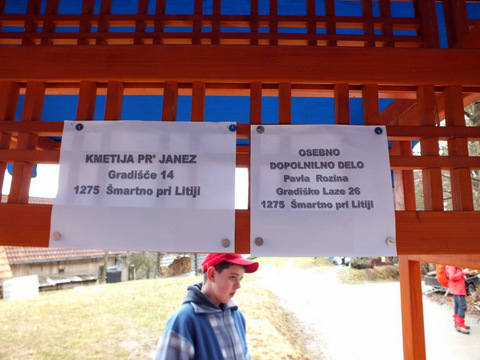 KMETIJA PR' JANEZ
Gradišče 14
1275 Šmartno pri Litiji
OSEBNO
DOPOLNILNO DELO
Pavla Rozina
Gradiške Laze 26
1275 Šmartno pri Litiji